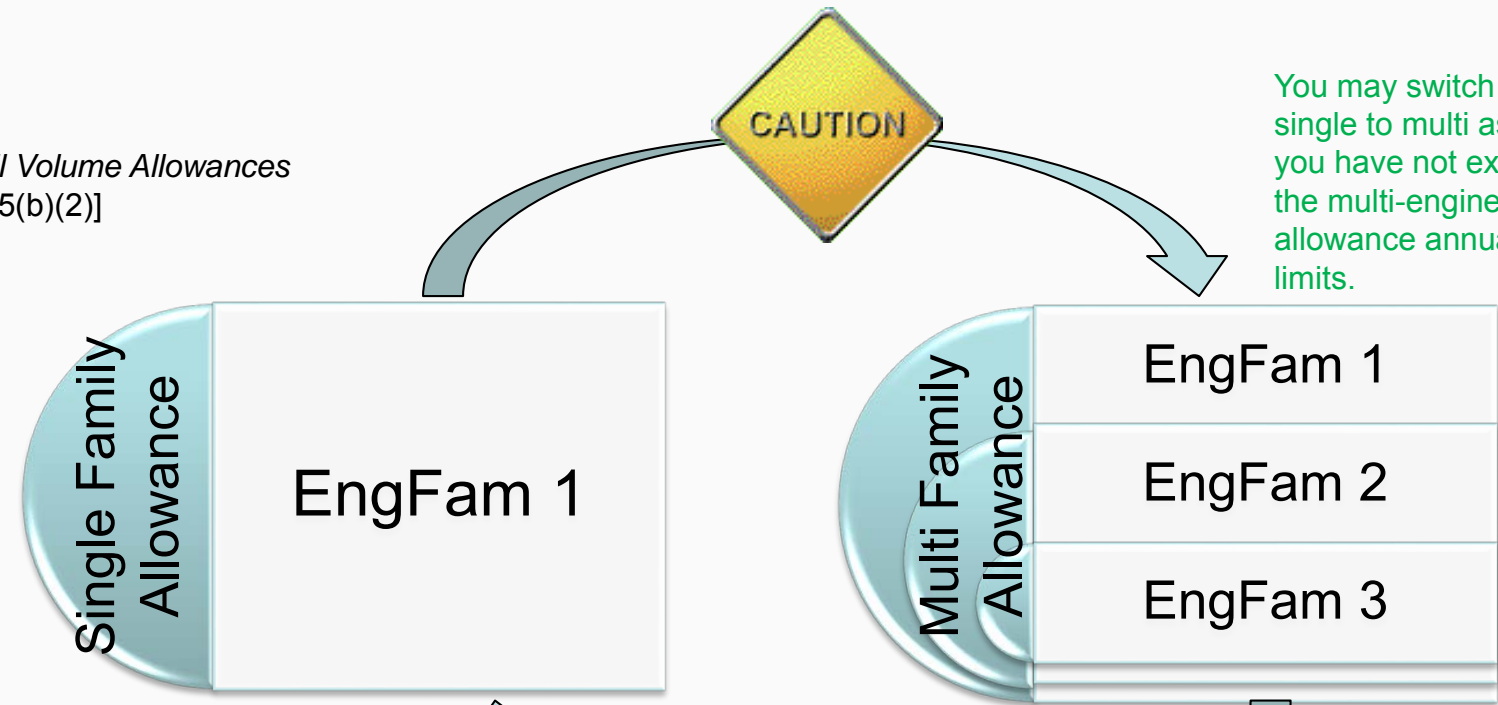 CAUTION
You may switch
single to multi as
you have not ex
the multi-engine
allowance annua
limits.
l Volume Allowances
5(b)(2)]
Single Family
Allowance
EngFam 1
Multi Family
Allowance
EngFam 1
EngFam 2
EngFam 3